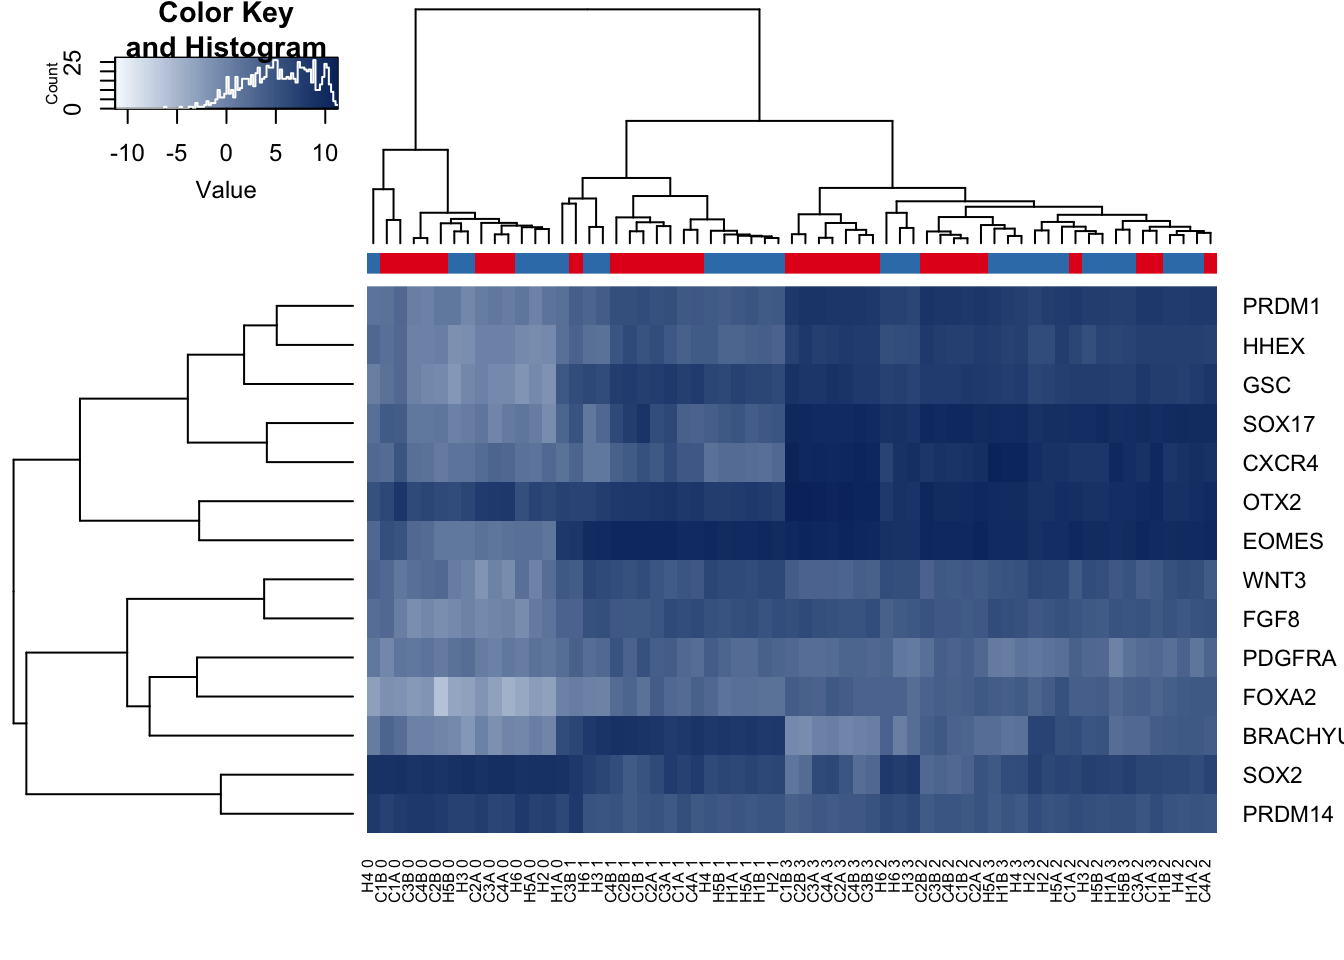 Color Key
and Histogram
Count
0
25
-10
-5
0
5
10
Value
PRDM1
HHEX
GSC
SOX17
CXCR4
OTX2
EOMES
WNT3
FGF8
PDGFRA
FOXA2
BRACHYU
SOX2
PRDM14
H4 0
C1B 0
C1A 0
C3B 0
C4B 0
C2B 0
H5B 0
H3 0
C2A 0
C3A 0
C4A 0
H6 0
H5A 0
H2 0
H1A 0
C3B 1
H6 1
H3 1
C4B 1
C2B 1
C1B 1
C2A 1
C3A 1
C1A 1
C4A 1
H4 1
H5B 1
H1A 1
H5A 1
H1B 1
H2 1
C1B 3
C2B 3
C3A 3
C4A 3
C2A 3
C4B 3
C3B 3
H6 2
H6 3
H3 3
C2B 2
C3B 2
C4B 2
C1B 2
C2A 2
H5A 3
H1B 3
H4 3
H2 3
H2 2
H5A 2
C1A 2
H3 2
H5B 2
H1A 3
H5B 3
C3A 2
C1A 3
H1B 2
H4 2
H1A 2
C4A 2